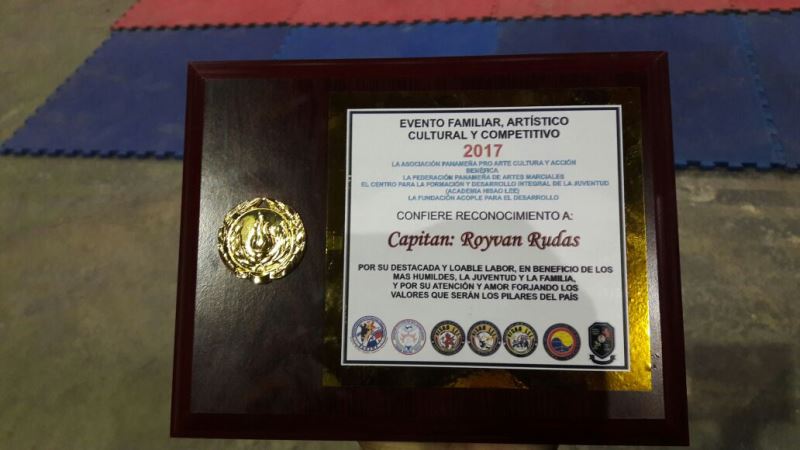 EVENTO FAMILIAR, ARTÍSTICO
CULTURAL Y COMPETITIVO
2017
LA ASOCIACIÓN PANAMEÑA PRO ARTE CULTURA Y ACCIÓN
BENÉFICA
LA FEDERACIÓN PANAMEÑA DE ARTES MARCIALES
EL CENTRO PARA LA FORMACIÓN Y DESARROLLO INTEGRAL DE LA JUVENTUD
(ACADEMIA HISAO LEE)
LA FUNDACIÓN ACOPLE PARA EL DESARROLLO
CONFIERE RECONOCIMIENTO A:
Capitan: Royvan Rudas
POR SU DESTACADA Y LOABLE LABOR, EN BENEFICIO DE LOS
MAS HUMILDES, LA JUVENTUD Y LA FAMILIA,
Y POR SU ATENCIÓN Y AMOR FORJANDO LOS
VALORES QUE SERÁN LOS PILARES DEL PAÍS